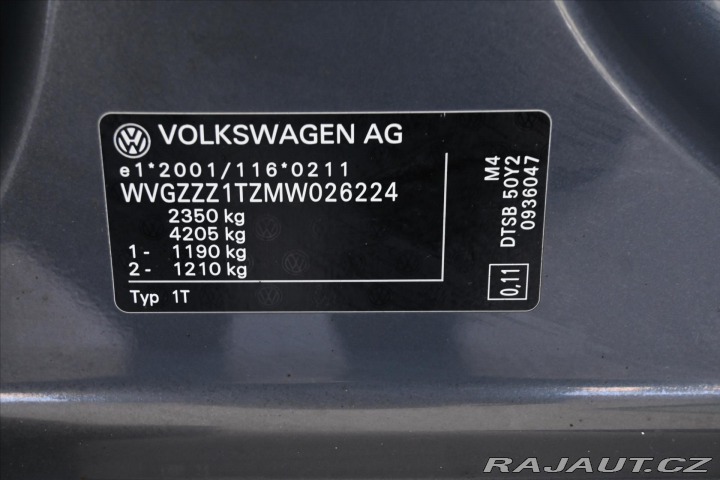 VOLKSWAGEN AG
e1*2001/116*0211
WVGZZZ1TZMW026224
2350 kg
4205 kg
1- 1190 kg
2- 1210 kg
Typ 1T
M4
DTSB 50Y2
0936047
0,11
RAJAUT.CZ